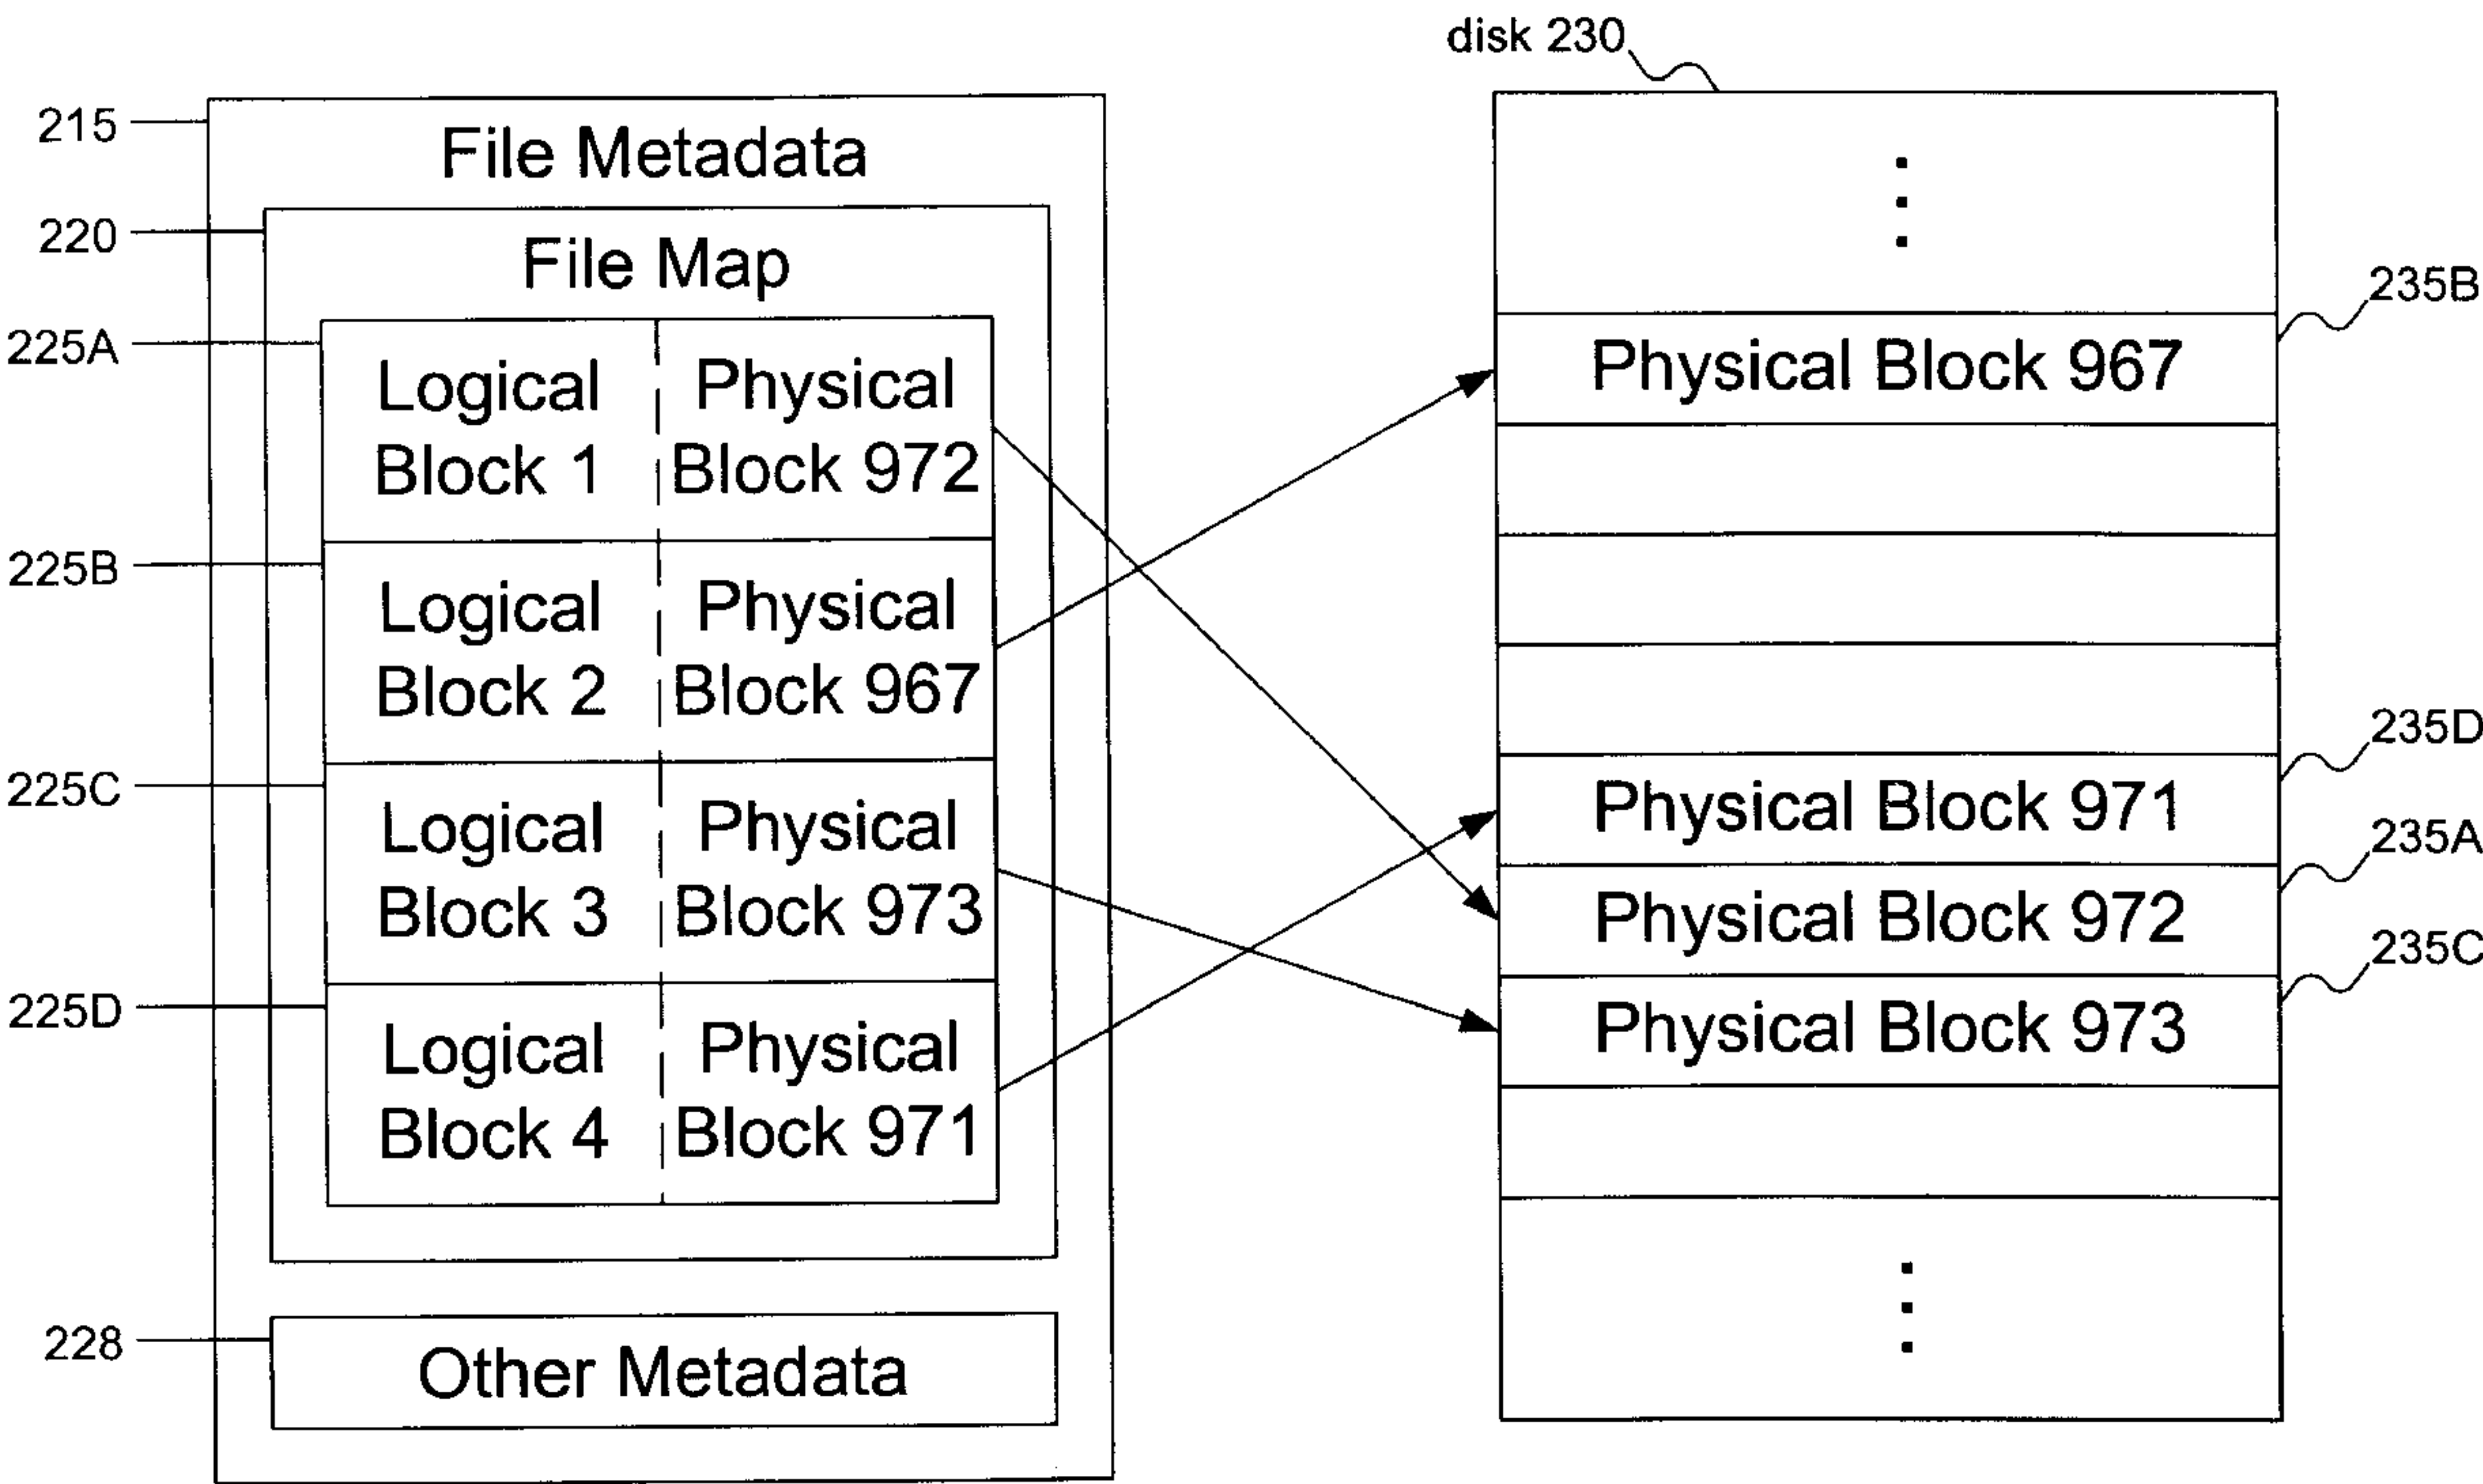 disk 230
215
File Metadata
220
File Map
225A
Logical
Block 1
Physical
Block 972
225B
Logical
Block 2
Physical
Block 967
225C
Logical
Block 3
Physical
Block 973
225D
Logical
Block 4
Physical
Block 971
228
Other Metadata
235B
Physical Block 967
235D
Physical Block 971
235A
Physical Block 972
235C
Physical Block 973